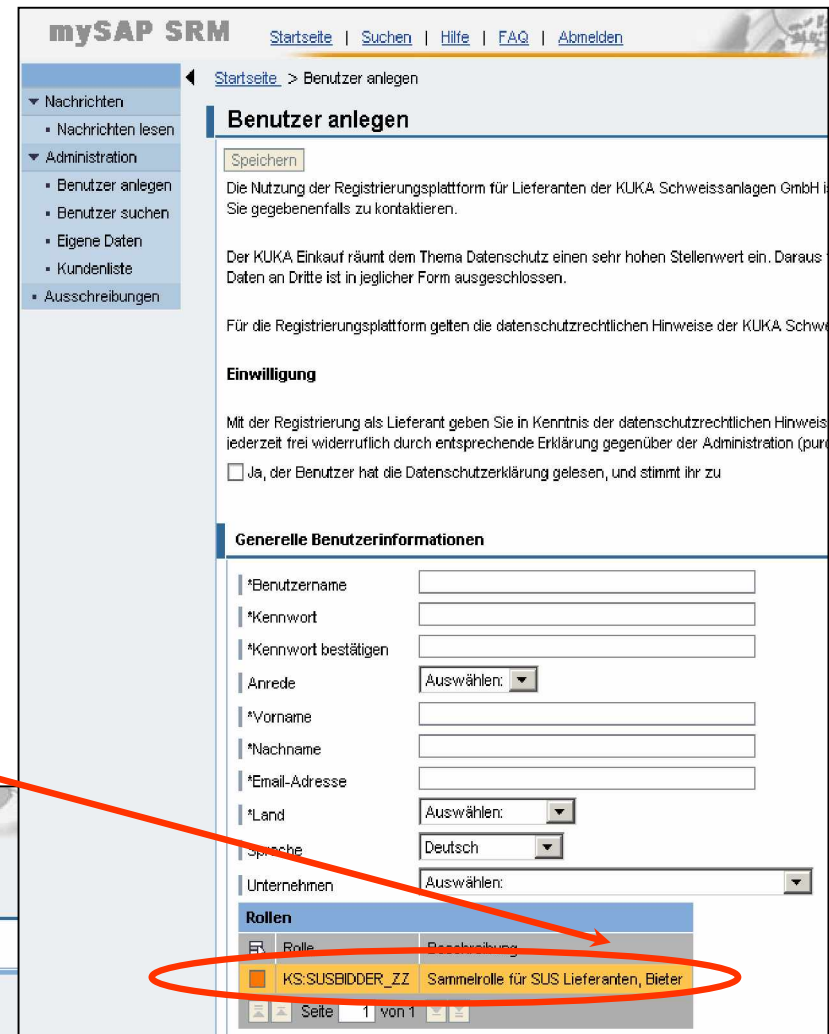 mySAP SRM
Startseite | Suchen | Hilfe | FAQ | Abmelden
Startseite > Benutzer anlegen
Nachrichten
Nachrichten lesen
Administration
Benutzer anlegen
Benutzer suchen
Eigene Daten
Kundenliste
Ausschreibungen
Benutzer anlegen
Speichern
Die Nutzung der Registrierungsplattform für Lieferanten der KUKA Schweissanlagen GmbH i
Sie gegebenenfalls zu kontaktieren.
Der KUKA Einkauf räumt dem Thema Datenschutz einen sehr hohen Stellenwert ein. Daraus
Daten an Dritte ist in jeglicher Form ausgeschlossen.
Für die Registrierungsplattform gelten die datenschutzrechtlichen Hinweise der KUKA Schwe
Einwilligung
Mit der Registrierung als Lieferant geben Sie in Kenntnis der datenschutzrechtlichen Hinweis
jederzeit frei widerruflich durch entsprechende Erklärung gegenüber der Administration (purc
Ja, der Benutzer hat die Datenschutzerklärung gelesen, und stimmt ihr zu
Generelle Benutzerinformationen
*Benutzername
*Kennwort
*Kennwort bestätigen
Anrede Auswählen:
*Vorname
*Nachname
*Email-Adresse
*Land Auswählen:
Sprache Deutsch
Unternehmen Auswählen:
Rollen
Rolle Beschreibung
KS:SUSBIDDER_ZZ Sammelrolle für SUS Lieferanten, Bieter
Seite 1 von 1